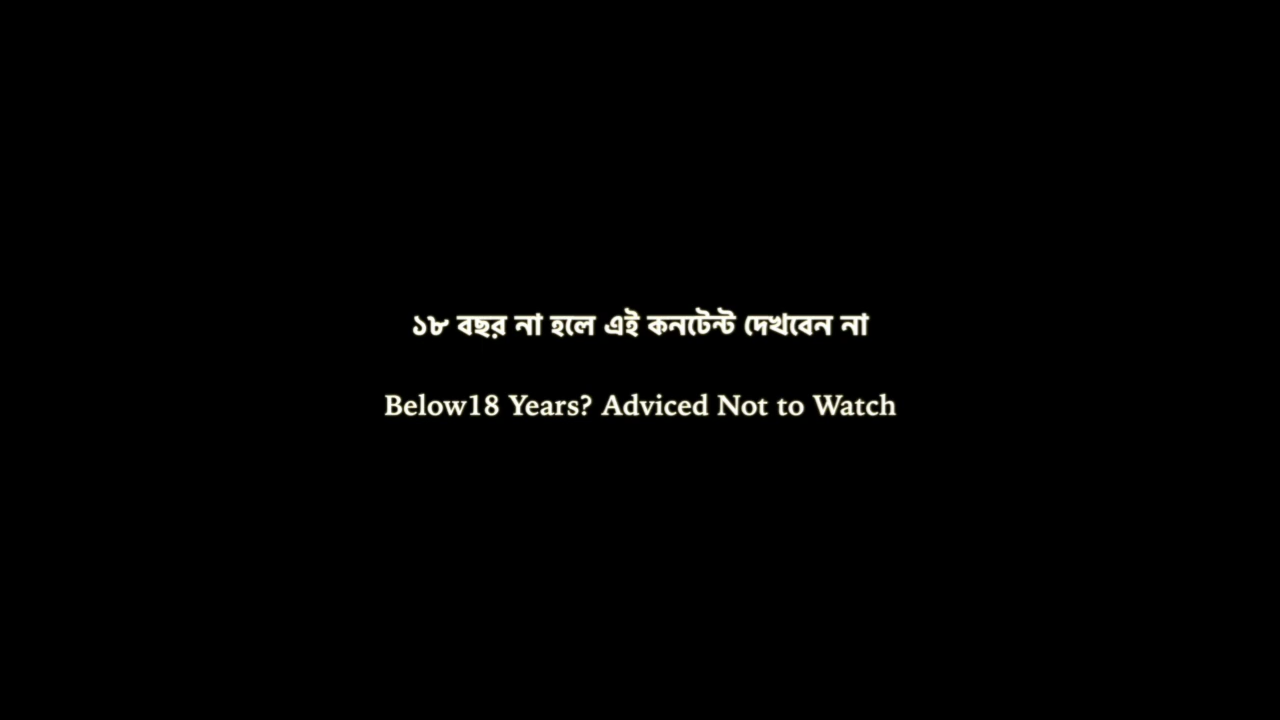 ১৮ বছর না হলে এই কনটেন্ট দেখবেন না
Below18 Years? Adviced Not to Watch